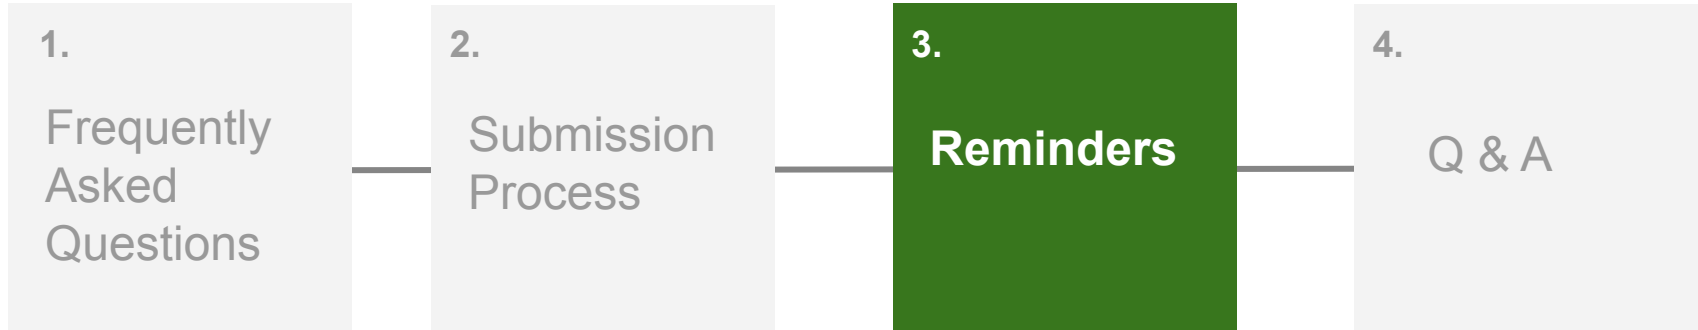 1.
Frequently
Asked
Questions
2.
Submission
Process
3.
Reminders
4.
Q & A